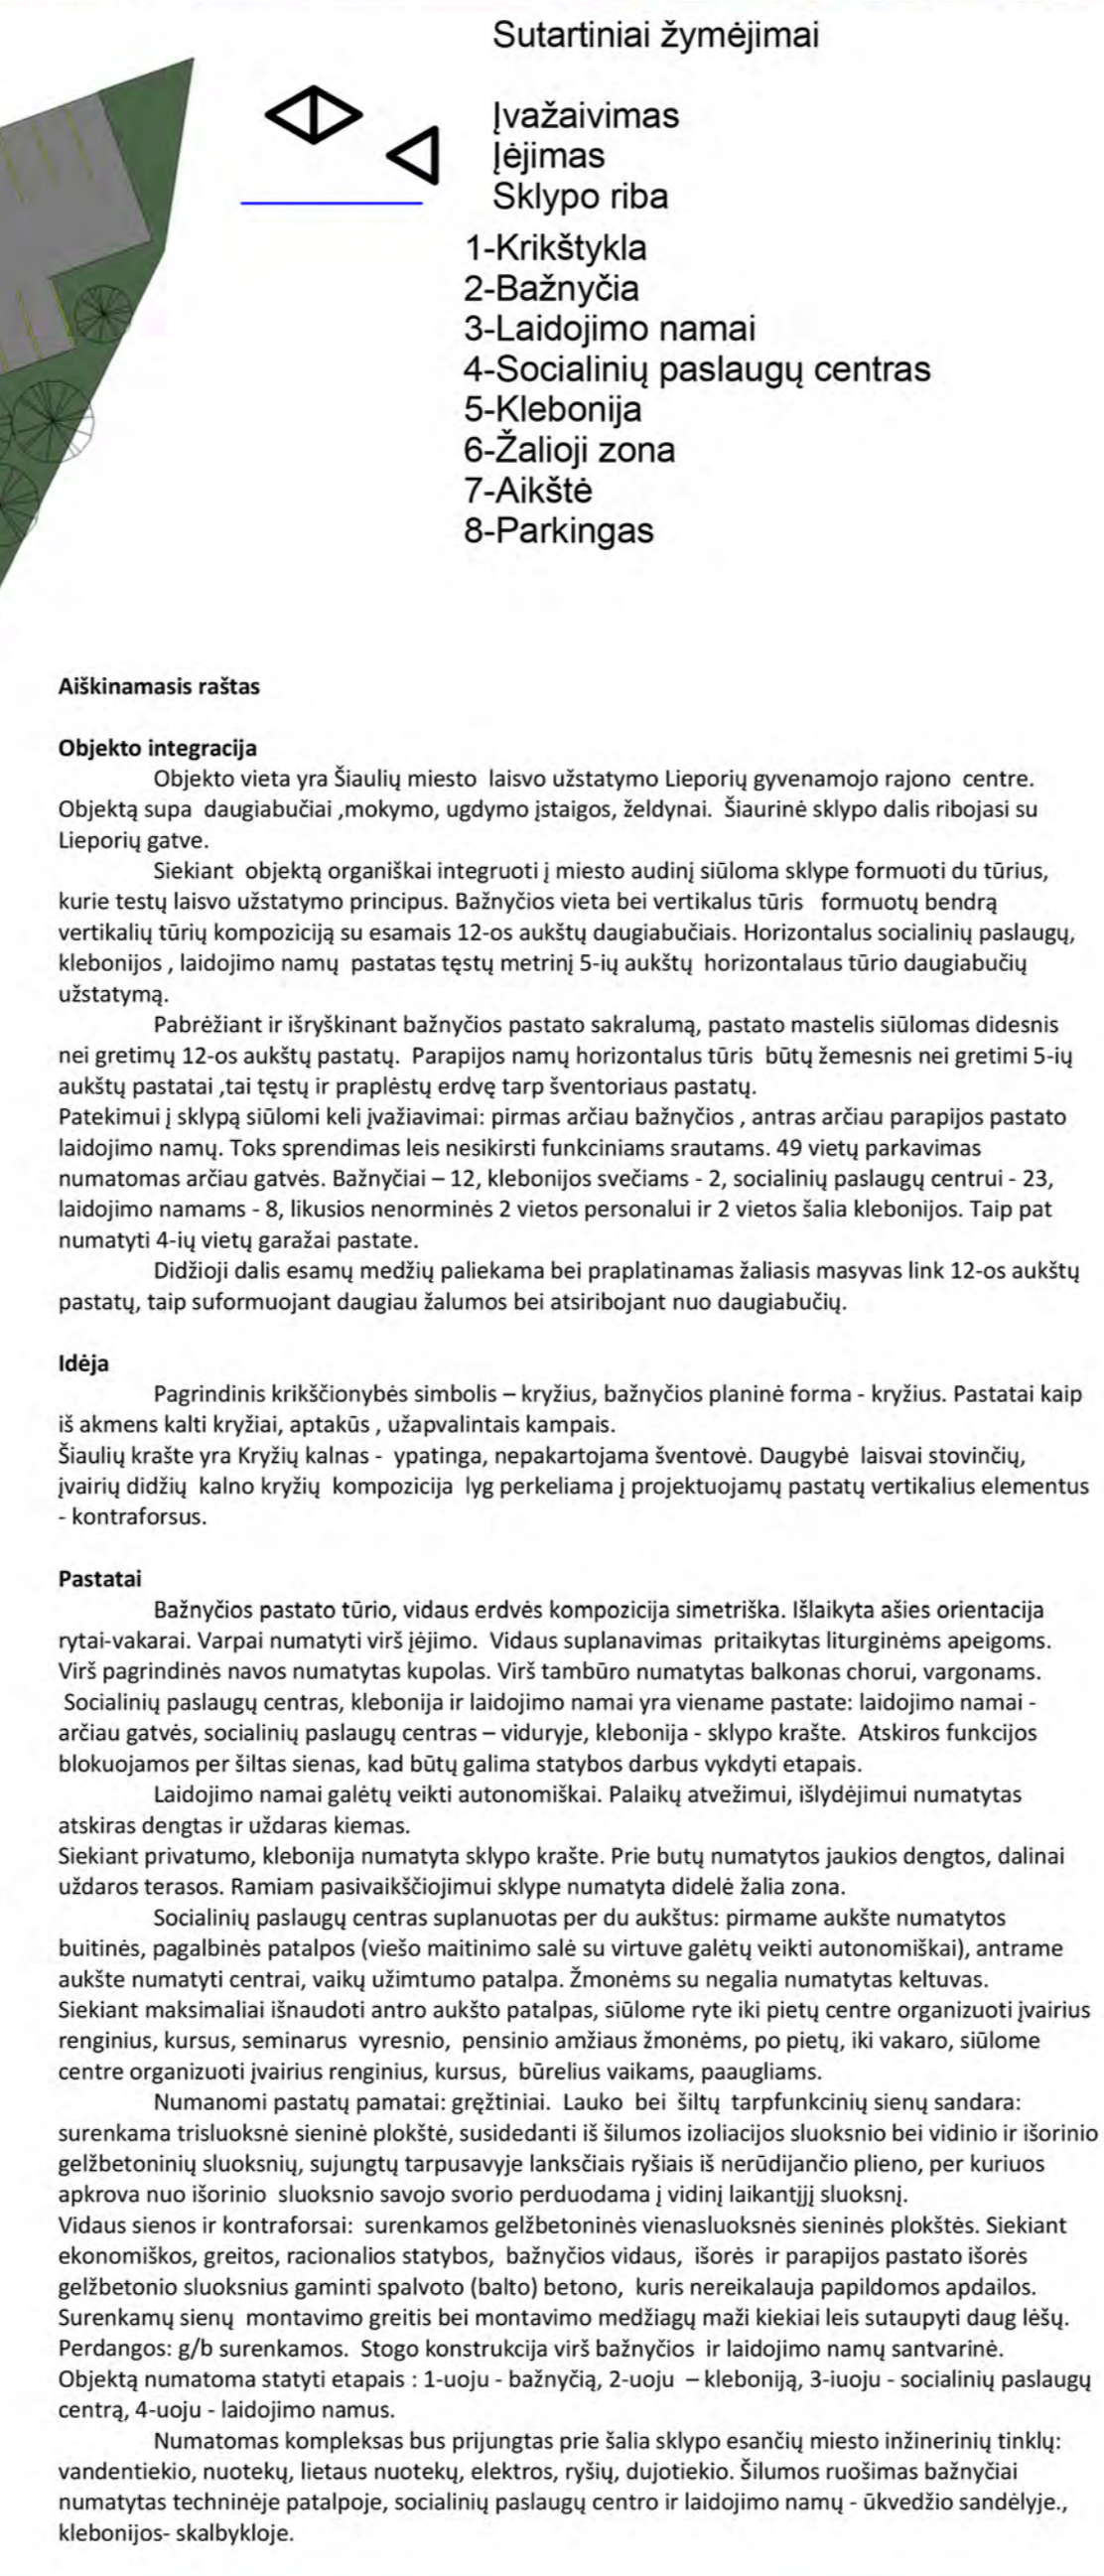 Sutartiniai žymėjimai
Įvažaivimas
Įėjimas
Sklypo riba
1-Krikštykla
2-Bažnyčia
3-Laidojimo namai
4-Socialinių paslaugų centras
5-Klebonija
6-Žalioji zona
7-Aikštė
8-Parkingas
Aiškinamasis raštas
Objekto integracija
Objekto vieta yra Šiaulių miesto laisvo užstatymo Lieporių gyvenamojo rajono centre.
Objektą supa daugiabučiai ,mokymo, ugdymo įstaigos, želdynai. Šiaurinė sklypo dalis ribojasi su
Lieporių gatve.
Siekiant objektą organiškai integruoti į miesto audinį siūloma sklype formuoti du tūrius,
kurie testų laisvo užstatymo principus. Bažnyčios vieta bei vertikalus tūris formuotų bendrą
vertikalių tūrių kompoziciją su esamais 12-os aukštų daugiabučiais. Horizontalus socialinių paslaugų,
klebonijos , laidojimo namų pastatas tęstų metrinį 5-ių aukštų horizontalaus tūrio daugiabučių
užstatymą.
Pabrėžiant ir išryškinant bažnyčios pastato sakralumą, pastato mastelis siūlomas didesnis
nei gretimų 12-os aukštų pastatų. Parapijos namų horizontalus tūris būtų žemesnis nei gretimi 5-ių
aukštų pastatai ,tai tęstų ir praplėstų erdvę tarp šventoriaus pastatų.
Patekimui į sklypą siūlomi keli įvažiavimai: pirmas arčiau bažnyčios , antras arčiau parapijos pastato
laidojimo namų. Toks sprendimas leis nesikirsti funkciniams srautams. 49 vietų parkavimas
numatomas arčiau gatvės. Bažnyčiai – 12, klebonijos svečiams - 2, socialinių paslaugų centrui - 23,
laidojimo namams - 8, likusios nenorminės 2 vietos personalui ir 2 vietos šalia klebonijos. Taip pat
numatyti 4-ių vietų garažai pastate.
Didžioji dalis esamų medžių paliekama bei praplatinamas žaliasis masyvas link 12-os aukštų
pastatų, taip suformuojant daugiau žalumos bei atsiribojant nuo daugiabučių.
Idėja
Pagrindinis krikščionybės simbolis – kryžius, bažnyčios planinė forma - kryžius. Pastatai kaip
iš akmens kalti kryžiai, aptakūs , užapvalintais kampais.
Šiaulių krašte yra Kryžių kalnas - ypatinga, nepakartojama šventovė. Daugybė laisvai stovinčių,
įvairių didžių kalno kryžių kompozicija lyg perkeliama į projektuojamų pastatų vertikalius elementus
- kontraforsus.
Pastatai
Bažnyčios pastato tūrio, vidaus erdvės kompozicija simetriška. Išlaikyta ašies orientacija
rytai-vakarai. Varpai numatyti virš įėjimo. Vidaus suplanavimas pritaikytas liturginėms apeigoms.
Virš pagrindinės navos numatytas kupolas. Virš tambūro numatytas balkonas chorui, vargonams.
Socialinių paslaugų centras, klebonija ir laidojimo namai yra viename pastate: laidojimo namai -
arčiau gatvės, socialinių paslaugų centras – viduryje, klebonija - sklypo krašte. Atskiros funkcijos
blokuojamos per šiltas sienas, kad būtų galima statybos darbus vykdyti etapais.
Laidojimo namai galėtų veikti autonomiškai. Palaikų atvežimui, išlydėjimui numatytas
atskiras dengtas ir uždaras kiemas.
Siekiant privatumo, klebonija numatyta sklypo krašte. Prie butų numatytos jaukios dengtos, dalinai
uždaros terasos. Ramiam pasivaikščiojimui sklype numatyta didelė žalia zona.
Socialinių paslaugų centras suplanuotas per du aukštus: pirmame aukšte numatytos
buitinės, pagalbinės patalpos (viešo maitinimo salė su virtuve galėtų veikti autonomiškai), antrame
aukšte numatyti centrai, vaikų užimtumo patalpa. Žmonėms su negalia numatytas keltuvas.
Siekiant maksimaliai išnaudoti antro aukšto patalpas, siūlome ryte iki pietų centre organizuoti įvairius
renginius, kursus, seminarus vyresnio, pensinio amžiaus žmonėms, po pietų, iki vakaro, siūlome
centre organizuoti įvairius renginius, kursus, būrelius vaikams, paaugliams.
Numanomi pastatų pamatai: gręžtiniai. Lauko bei šiltų tarpfunkcinių sienų sandara:
surenkama trisluoksnė sieninė plokštė, susidedanti iš šilumos izoliacijos sluoksnio bei vidinio ir išorinio
gelžbetoninių sluoksnių, sujungtų tarpusavyje lanksčiais ryšiais iš nerūdijančio plieno, per kuriuos
apkrova nuo išorinio sluoksnio savojo svorio perduodama į vidinį laikantįjį sluoksnį.
Vidaus sienos ir kontraforsai: surenkamos gelžbetoninės vienasluoksnės sieninės plokštės. Siekiant
ekonomiškos, greitos, racionalios statybos, bažnyčios vidaus, išorės ir parapijos pastato išorės
gelžbetonio sluoksnius gaminti spalvoto (balto) betono, kuris nereikalauja papildomos apdailos.
Surenkamų sienų montavimo greitis bei montavimo medžiagų maži kiekiai leis sutaupyti daug lėšų.
Perdangos: g/b surenkamos. Stogo konstrukcija virš bažnyčios ir laidojimo namų santvarinė.
Objektą numatoma statyti etapais : 1-uoju - bažnyčią, 2-uoju – kleboniją, 3-iuoju - socialinių paslaugų
centrą, 4-uoju - laidojimo namus.
Numatomas kompleksas bus prijungtas prie šalia sklypo esančių miesto inžinerinių tinklų:
vandentiekio, nuotekų, lietaus nuotekų, elektros, ryšių, dujotiekio. Šilumos ruošimas bažnyčiai
numatytas techninėje patalpoje, socialinių paslaugų centro ir laidojimo namų - ūkvedžio sandėlyje.,
klebonijos- skalbykloje.